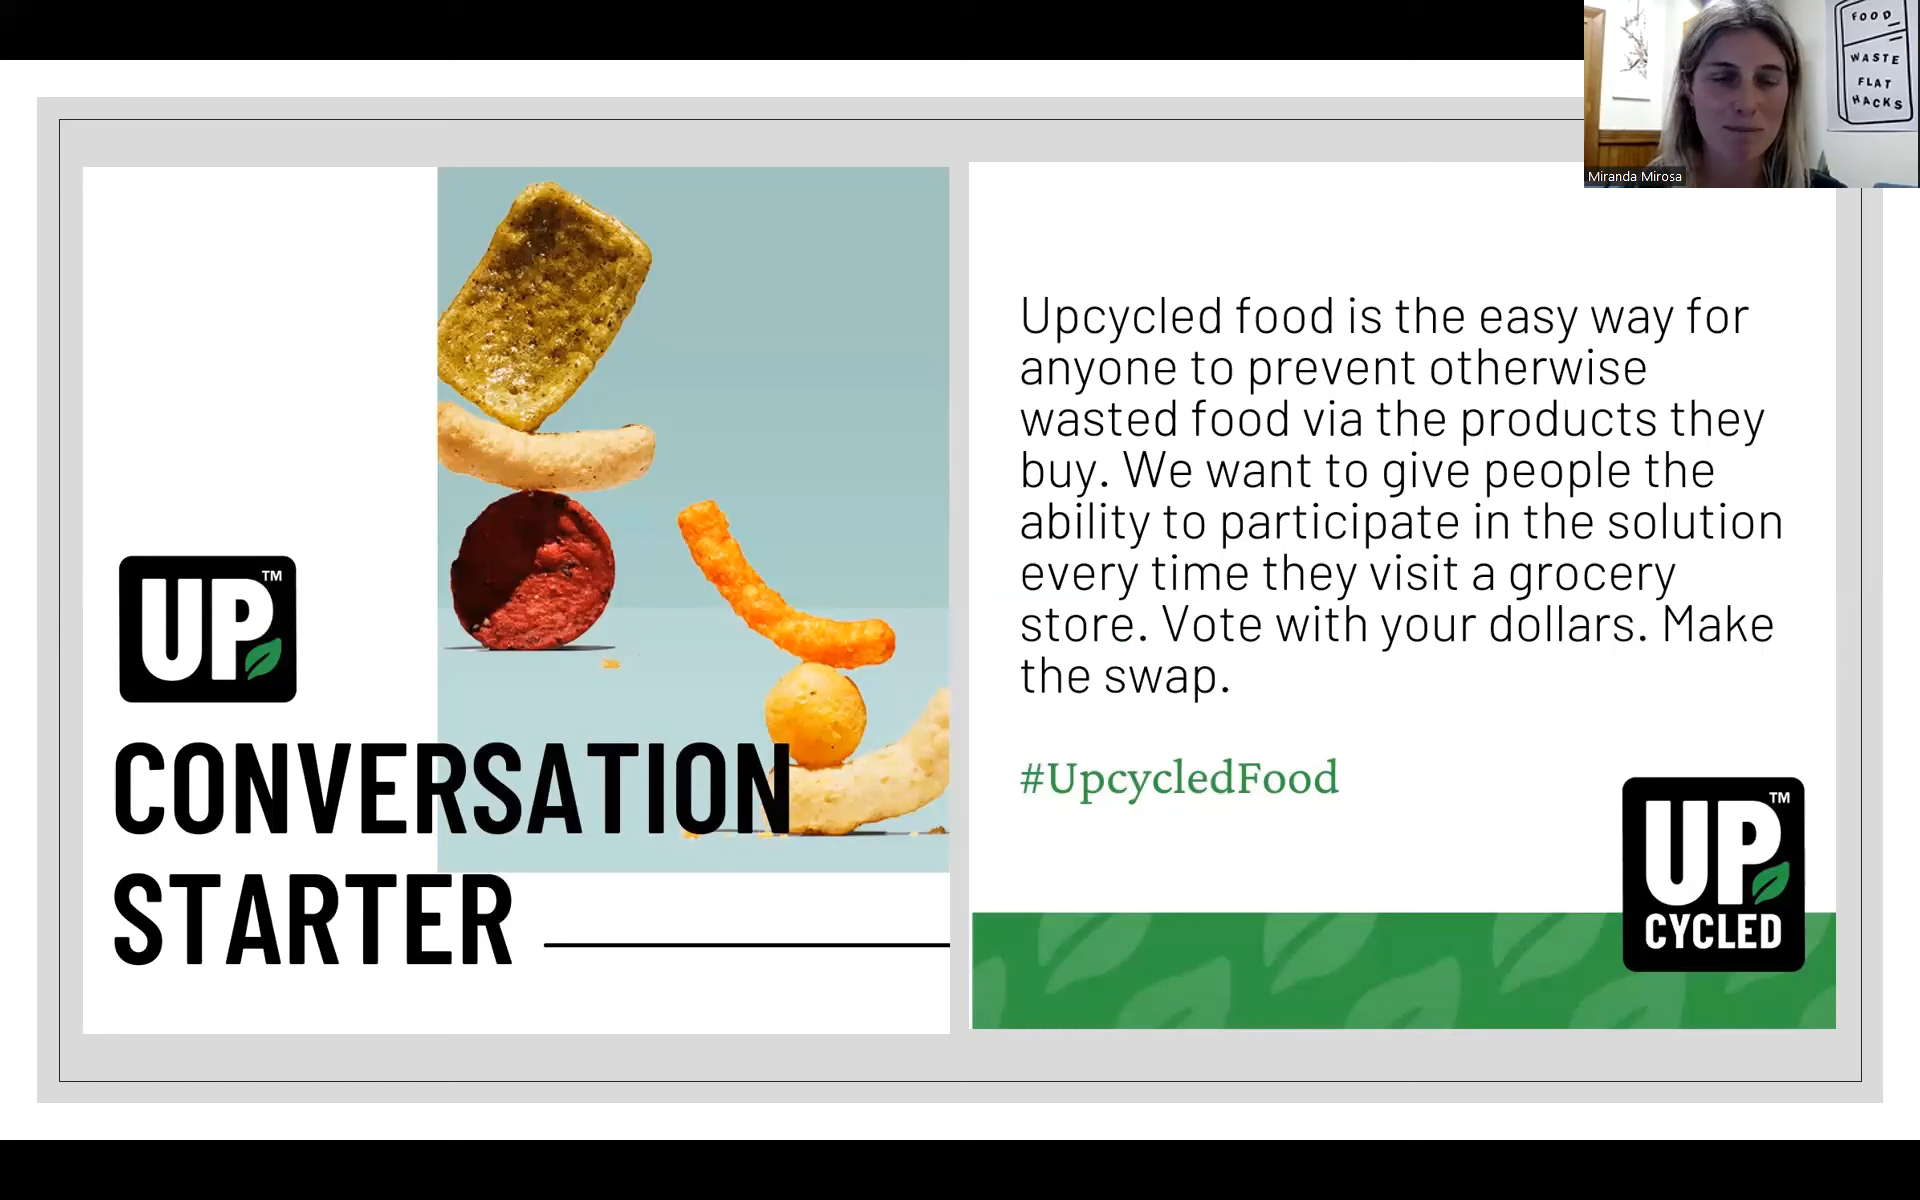 FOOD
WASTE
FLAT
HACKS
Miranda Mirosa
UP™
CONVERSATION
STARTER
Upcycled food is the easy way for
anyone to prevent otherwise
wasted food via the products they
buy. We want to give people the
ability to participate in the solution
every time they visit a grocery
store. Vote with your dollars. Make
the swap.
#UpcycledFood
UP™
CYCLED